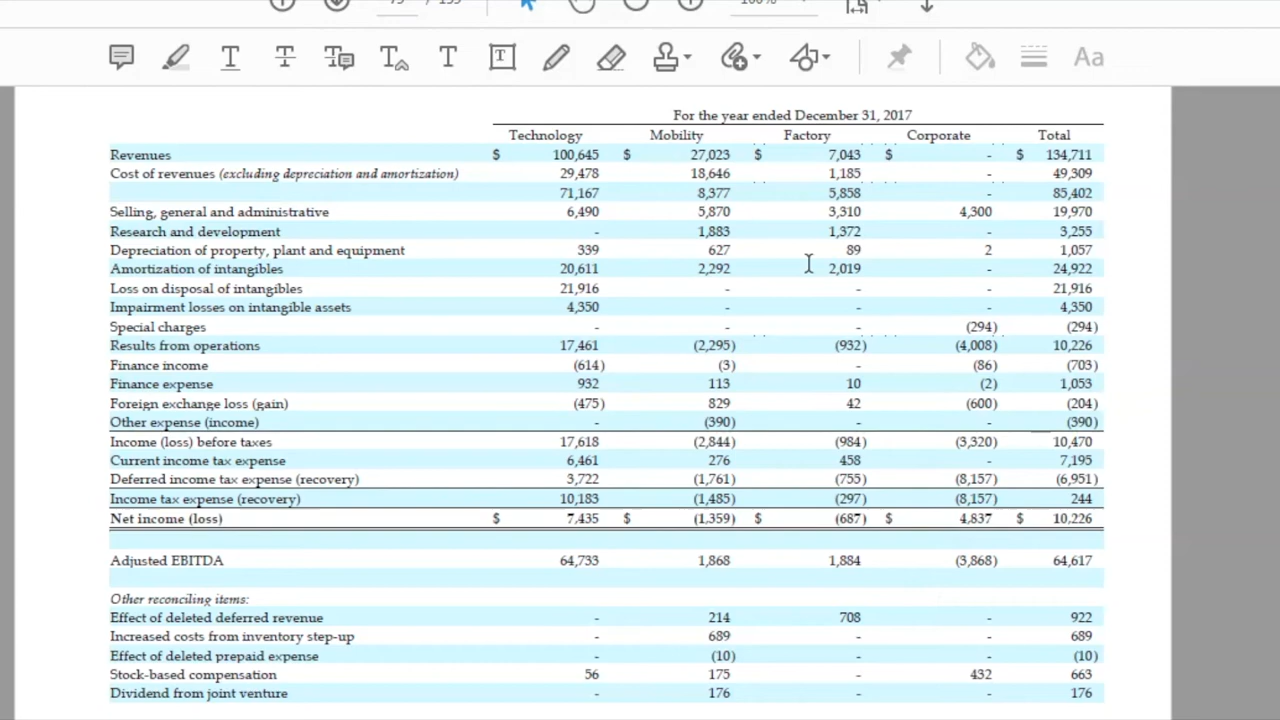 T T T T T T Aa
For the year ended December 31, 2017
Technology Mobility Factory Corporate Total
Revenues $ 100,645 $ 27,023 $ 7,043 $ - $ 134,711
Cost of revenues (excluding depreciation and amortization) 29,478 18,646 1,185 - 49,309
71,167 8,377 5,858 - 85,402
Selling, general and administrative 6,490 5,870 3,310 4,300 19,970
Research and development - 1,883 1,372 - 3,255
Depreciation of property, plant and equipment 339 627 89 2 1,057
Amortization of intangibles 20,611 2,292 2,019 - 24,922
Loss on disposal of intangibles 21,916 - - - 21,916
Impairment losses on intangible assets 4,350 - - - 4,350
Special charges - - - (294) (294)
Results from operations 17,461 (2,295) (932) (4,008) 10,226
Finance income (614) (3) - (86) (703)
Finance expense 932 113 10 (2) 1,053
Foreign exchange loss (gain) (475) 829 42 (600) (204)
Other expense (income) - (390) - - (390)
Income (loss) before taxes 17,618 (2,844) (984) (3,320) 10,470
Current income tax expense 6,461 276 458 - 7,195
Deferred income tax expense (recovery) 3,722 (1,761) (755) (8,157) (6,951)
Income tax expense (recovery) 10,183 (1,485) (297) (8,157) 244
Net income (loss) $ 7,435 $ (1,359) $ (687) $ 4,837 $ 10,226
Adjusted EBITDA 64,733 1,868 1,884 (3,868) 64,617
Other reconciling items:
Effect of deleted deferred revenue - 214 708 - 922
Increased costs from inventory step-up - 689 - - 689
Effect of deleted prepaid expense - (10) - - (10)
Stock-based compensation 56 175 - 432 663
Dividend from joint venture - 176 - - 176